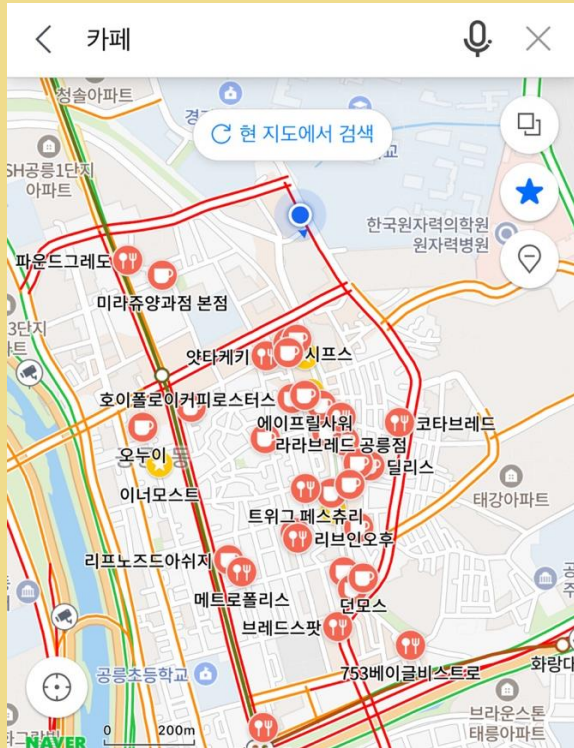 카페
청솔아파트
현 지도에서 검색
SH공릉1단지
아파트
한국원자력의학원
원자력병원
파운드그레도
미라쥬양과점 본점
3단지
얏타케키
시프스
호이폴로이커피로스터스
에이프릴사워
코타브레드
라라브레드 공릉점
오누이
딜리스
이너모스트
태강아파트
트위그 페스츄리
리브인오후
리프노즈드아쉬지
메트로폴리스
던모스
브레드스팟
753베이글비스트로
공릉초등학교
화랑대
브라운스톤
태릉아파트
0 200m
NAVER